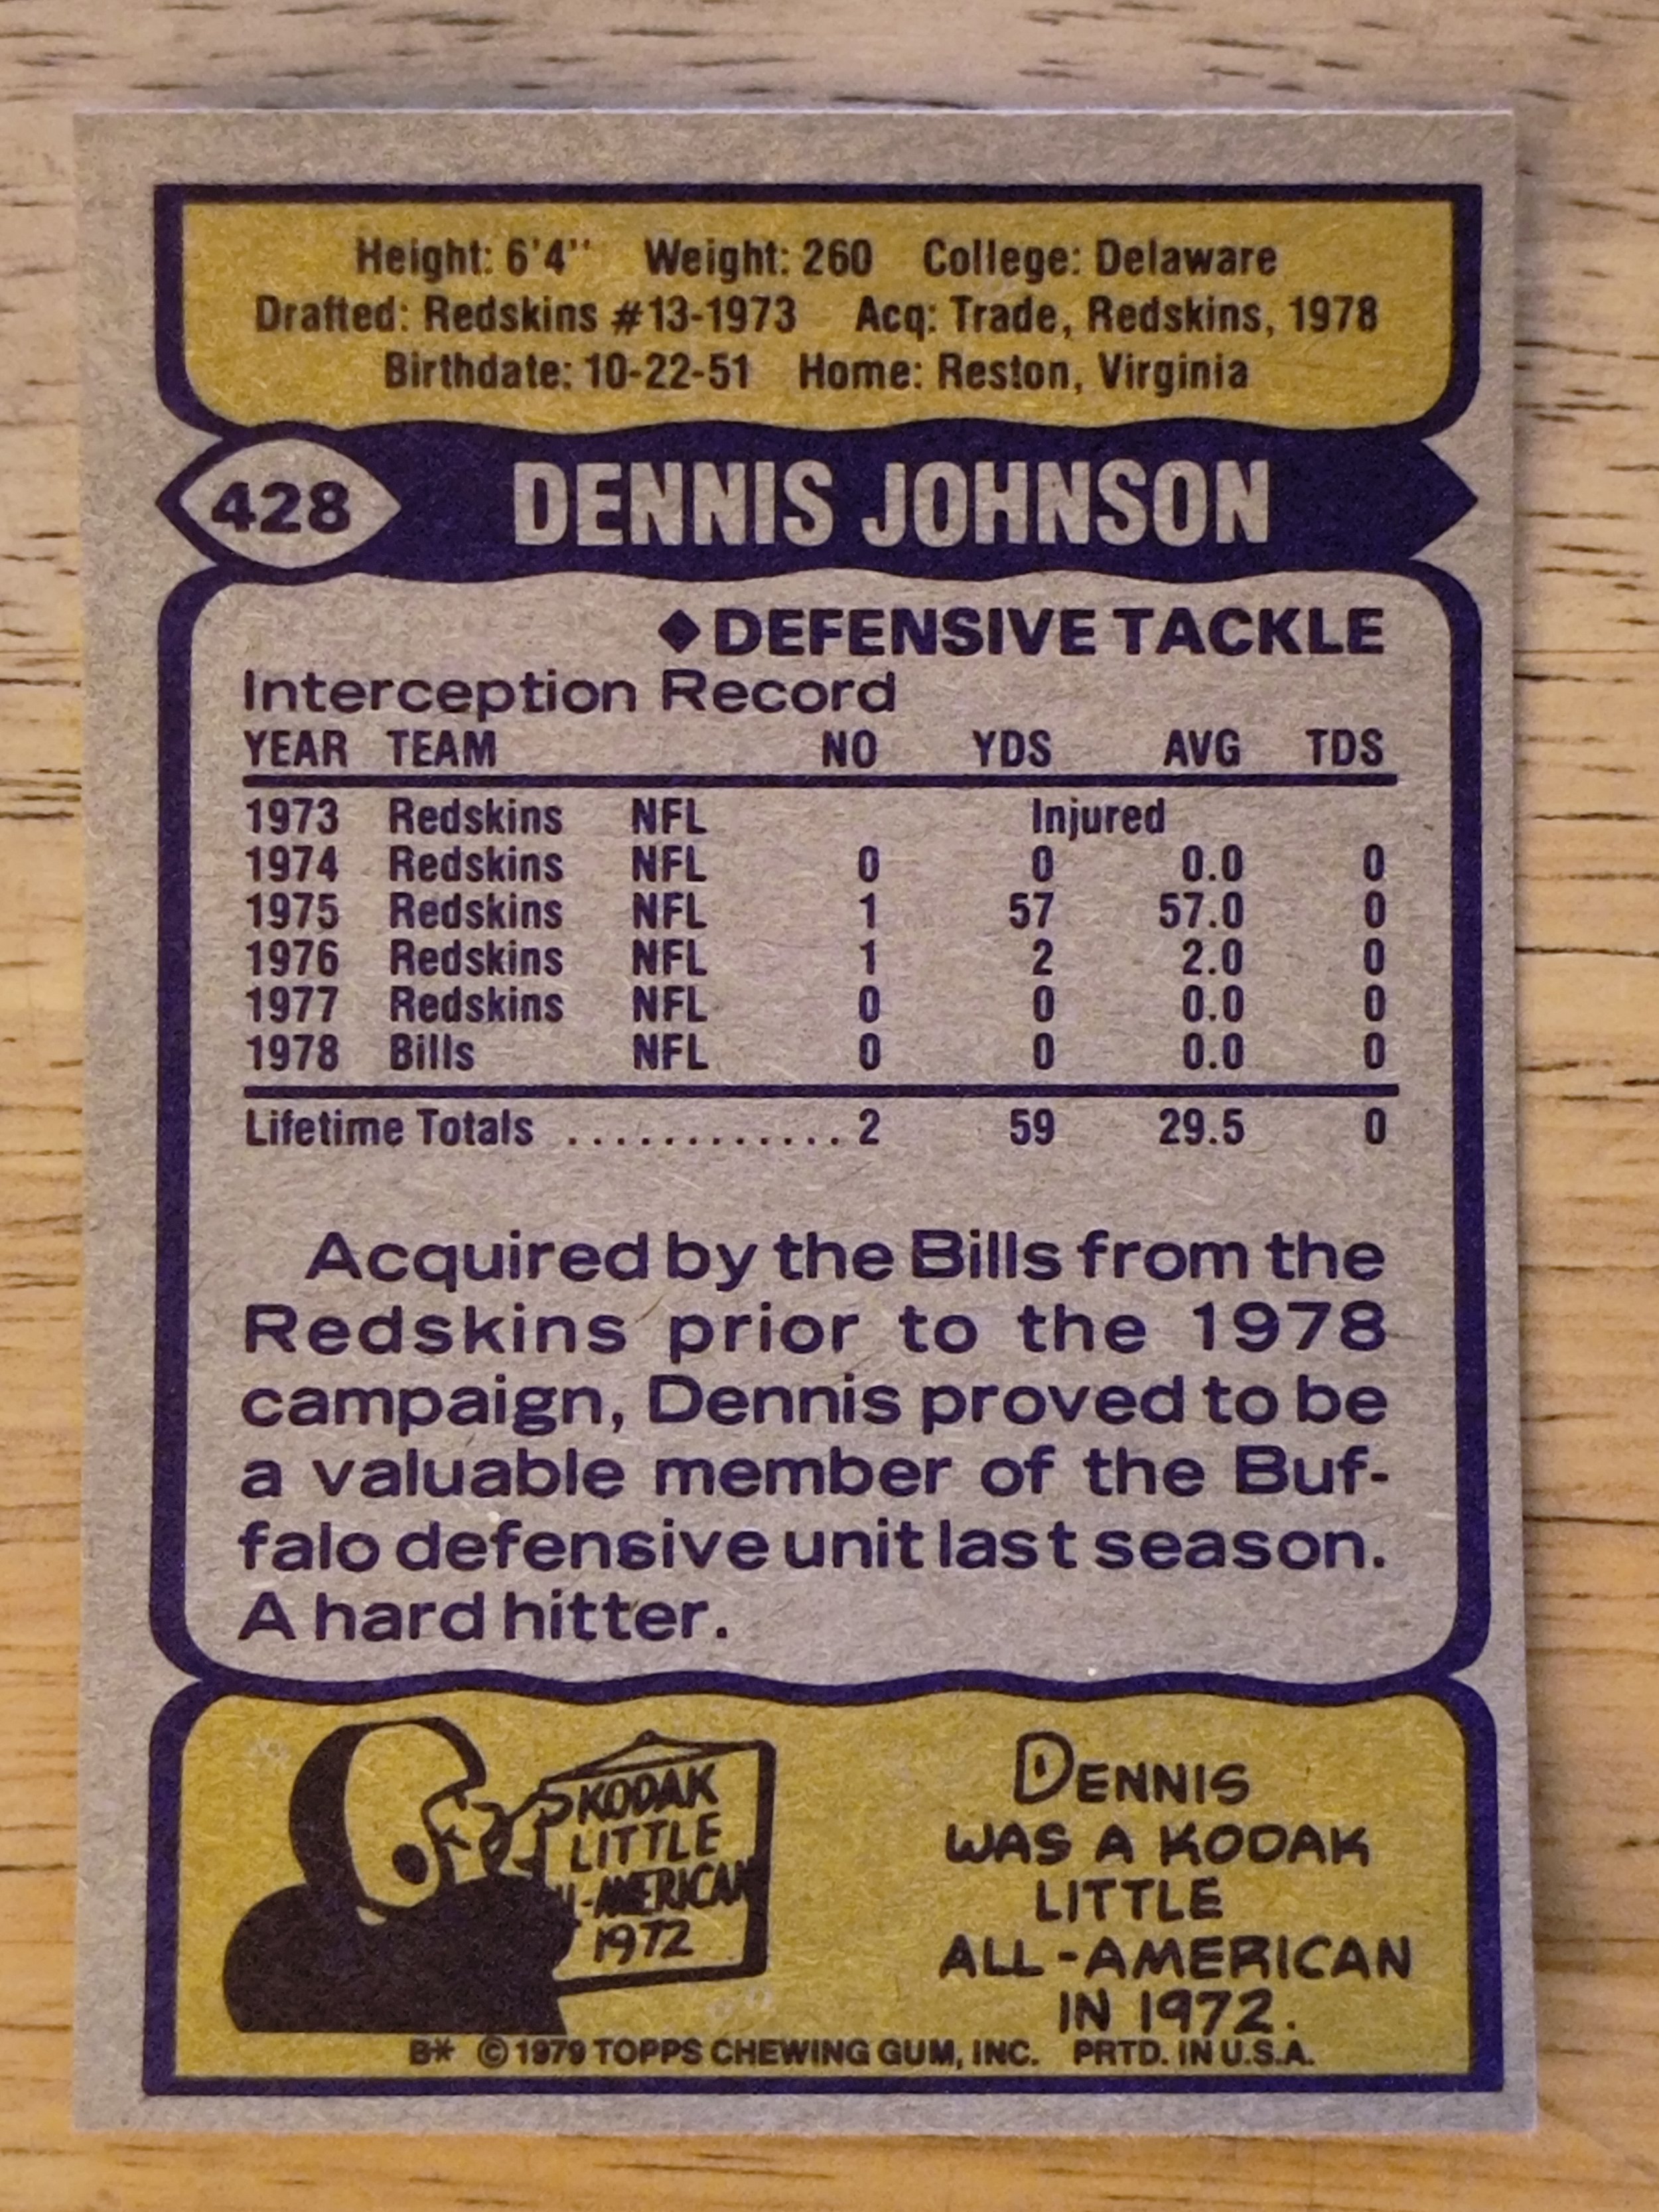 Height: 6'4" Weight: 260 College: Delaware
Drafted: Redskins #13-1973 Acq: Trade, Redskins, 1978
Birthdate: 10-22-51 Home: Reston, Virginia
428 DENNIS JOHNSON
◆DEFENSIVE TACKLE
Interception Record
YEAR TEAM NO YDS AVG TDS
1973 Redskins NFL Injured
1974 Redskins NFL 0 0 0.0 0
1975 Redskins NFL 1 57 57.0 0
1976 Redskins NFL 1 2 2.0 0
1977 Redskins NFL 0 0 0.0 0
1978 Bills NFL 0 0 0.0 0
Lifetime Totals ............ 2 59 29.5 0
Acquired by the Bills from the
Redskins prior to the 1978
campaign, Dennis proved to be
a valuable member of the Buf-
falo defensive unit last season.
A hard hitter.
KODAK
LITTLE
L-AMERICAN
1972
DENNIS
WAS A KODAK
LITTLE
ALL-AMERICAN
IN 1972.
B* © 1979 TOPPS CHEWING GUM, INC. PRTD. IN U.S.A.